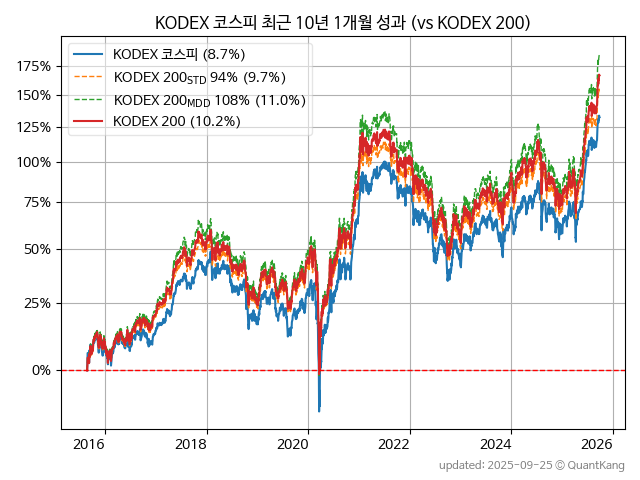 KODEX 코스피 최근 10년 1개월 성과 (vs KODEX 200)
KODEX 코스피 (8.7%)
KODEX 200STD 94% (9.7%)
KODEX 200MDD 108% (11.0%)
KODEX 200 (10.2%)
175%
150%
125%
100%
75%
50%
25%
0%
2016 2018 2020 2022 2024 2026
updated: 2025-09-25 © QuantKang